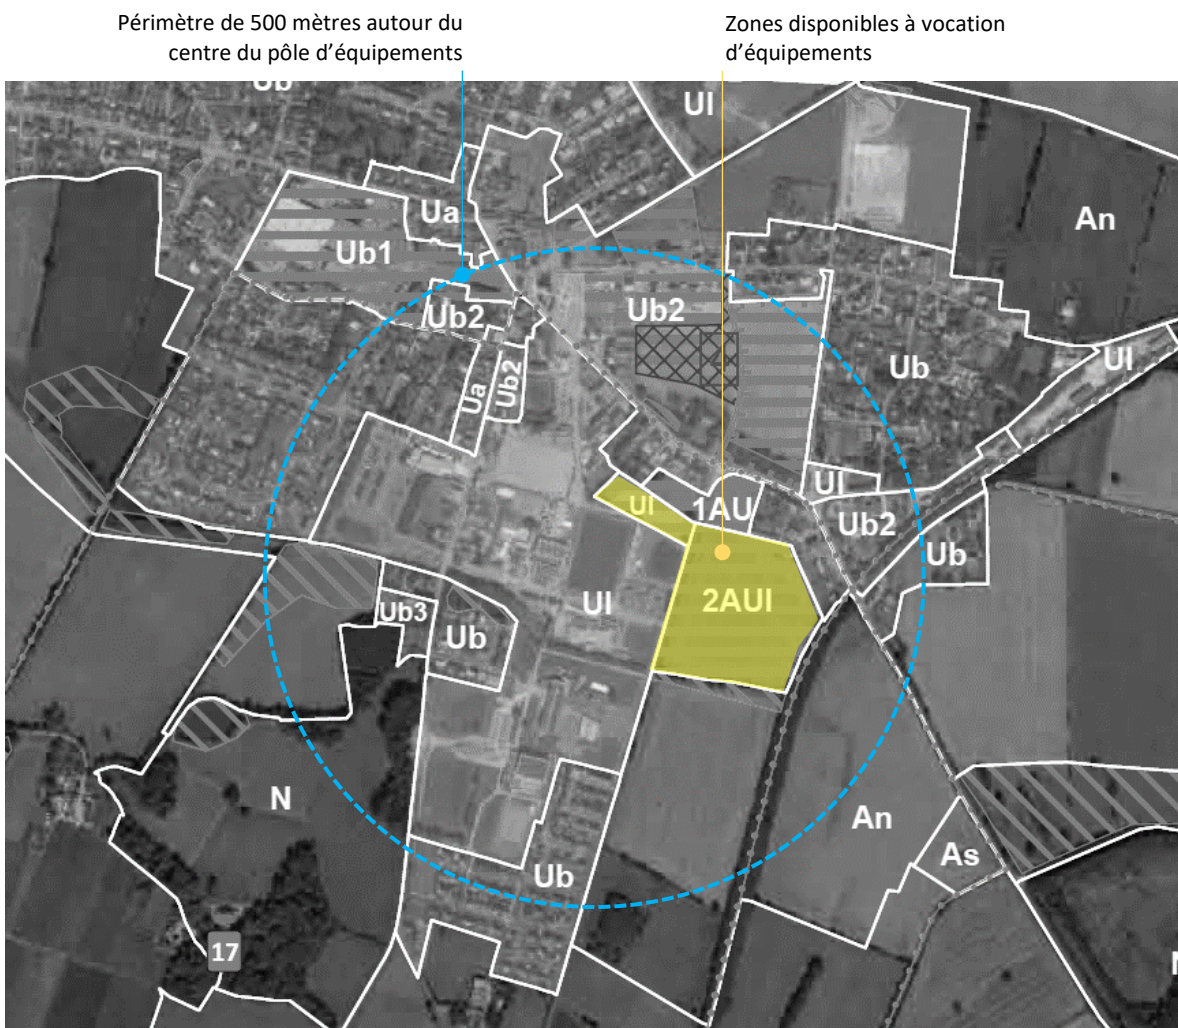 Périmètre de 500 mètres autour du
centre du pôle d’équipements
Zones disponibles à vocation
d’équipements
Ub
Ul
Ua
An
Ub1
Ub2
Ub2
Ub
Ul
Ua
Ub2
Ul
1AU
Ul
Ub2
Ub
Ub3
Ub
Ul
2AUl
N
An
As
Ub
17